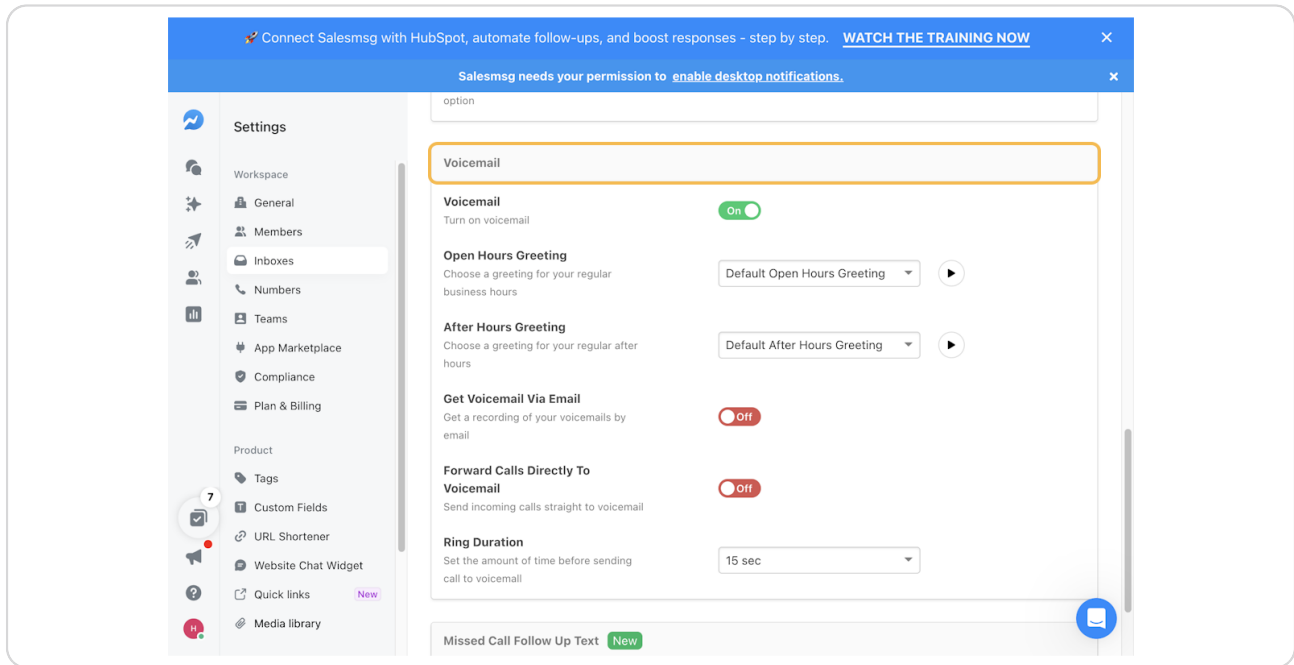 🚀 Connect Salesmsg with HubSpot, automate follow-ups, and boost responses - step by step. WATCH THE TRAINING NOW
Salesmsg needs your permission to enable desktop notifications.
Settings
Workspace
General
Members
Inboxes
Numbers
Teams
App Marketplace
Compliance
Plan & Billing
Product
Tags
Custom Fields
URL Shortener
Website Chat Widget
Quick links New
Media library
7
H
option
Voicemail
Voicemail
Turn on voicemail
On
Open Hours Greeting
Choose a greeting for your regular
business hours
Default Open Hours Greeting
After Hours Greeting
Choose a greeting for your regular after
hours
Default After Hours Greeting
Get Voicemail Via Email
Get a recording of your voicemails by
email
Off
Forward Calls Directly To
Voicemail
Send incoming calls straight to voicemail
Off
Ring Duration
Set the amount of time before sending
call to voicemall
15 sec
Missed Call Follow Up Text New